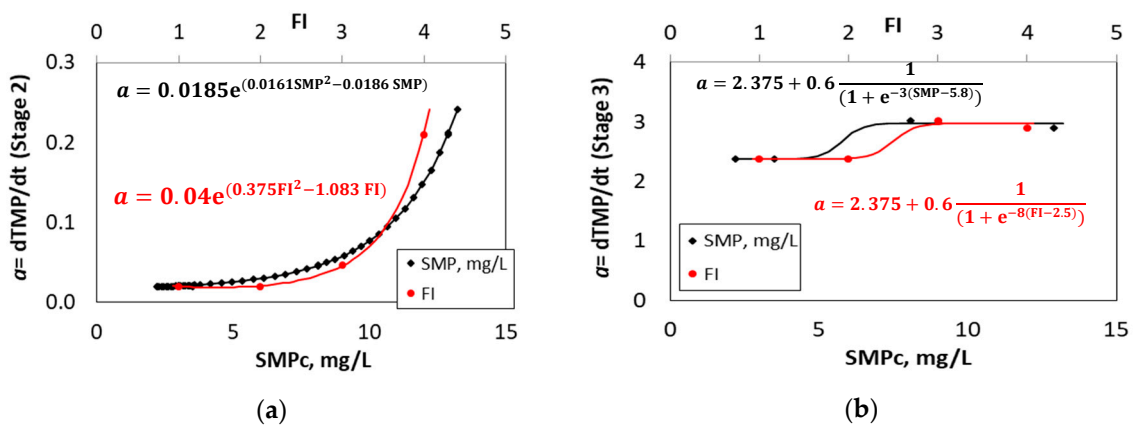 FI
0 1 2 3 4 5
0.3
0.2
0.1
0.0
a= dTMP/dt (Stage 2)
a = 0.0185e^(0.0161SMP²−0.0186 SMP)
a = 0.04e^(0.375FI²−1.083 FI)
SMP, mg/L
FI
0 5 10 15
SMPc, mg/L
(a)
FI
0 1 2 3 4 5
4
3
2
1
0
a= dTMP/dt (Stage 3)
a = 2.375 + 0.6 1/(1 + e^−3(SMP−5.8))
a = 2.375 + 0.6 1/(1 + e^−8(FI−2.5))
SMP, mg/L
FI
0 5 10 15
SMPc, mg/L
(b)